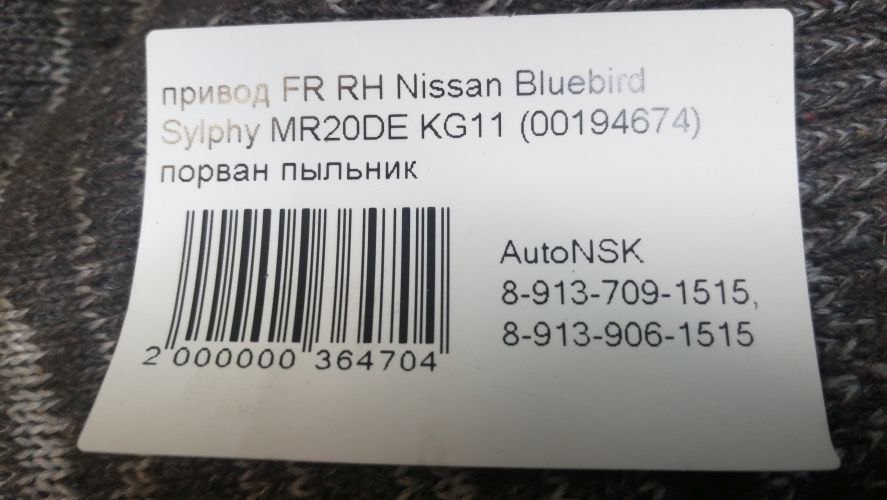 привод FR RH Nissan Bluebird
Sylphy MR20DE KG11 (00194674)
порван пыльник
AutoNSK
8-913-709-1515,
8-913-906-1515
2 000000 364704